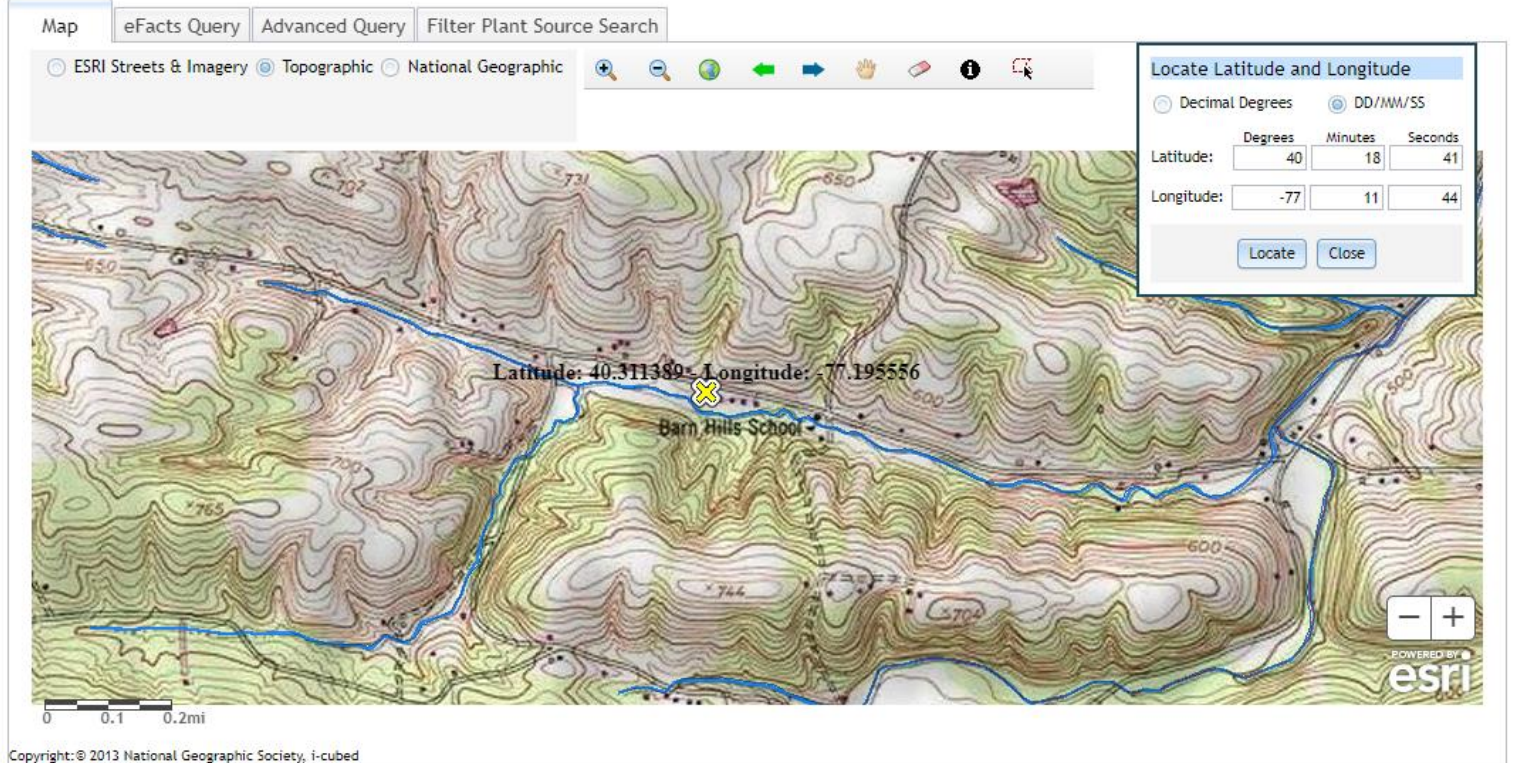 Map eFacts Query Advanced Query Filter Plant Source Search
ESRI Streets & Imagery Topographic National Geographic
Locate Latitude and Longitude
Decimal Degrees DD/MM/SS
Degrees Minutes Seconds
Latitude: 40 18 41
Longitude: -77 11 44
Locate Close
702
731
650
650
Latitude: 40.311389 - Longitude: -77.195556
600
500
Barn Hills School
700
765
600
744
704
POWERED BY
esri
0 0.1 0.2mi
Copyright:© 2013 National Geographic Society, i-cubed